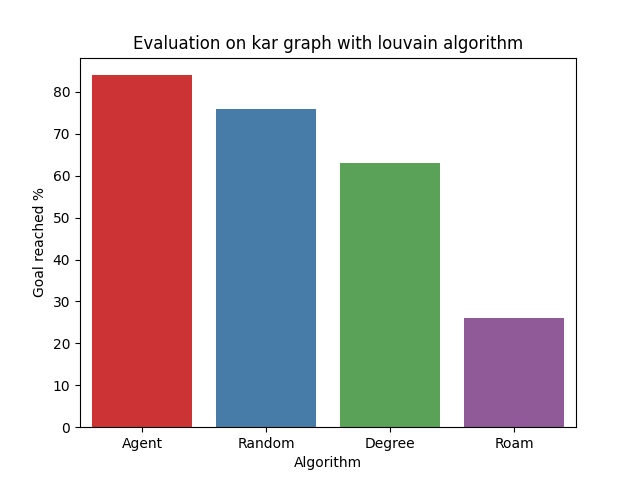 Evaluation on kar graph with louvain algorithm
Goal reached %
80
70
60
50
40
30
20
10
0
Agent Random Degree Roam
Algorithm